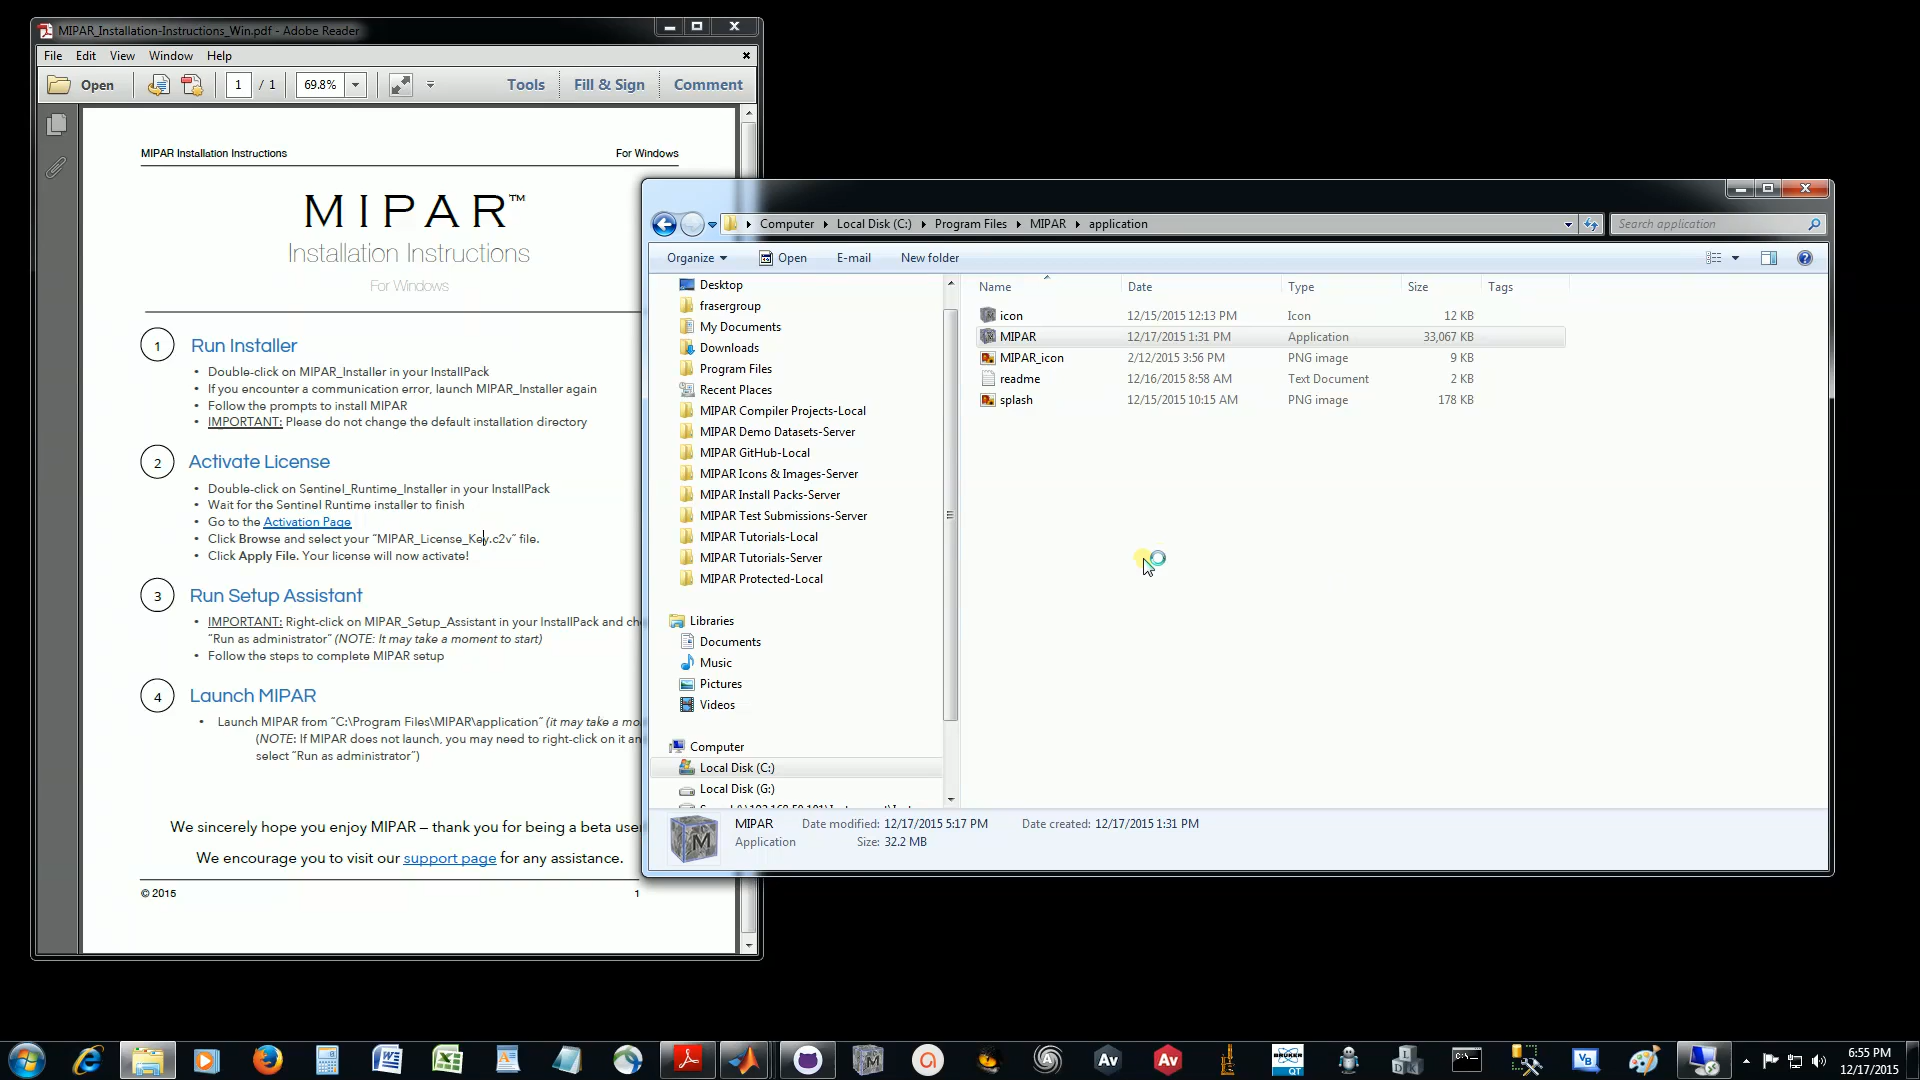 MIPAR_Installation-Instructions_Win.pdf - Adobe Reader
File Edit View Window Help
Open 1 / 1 69.8% Tools Fill & Sign Comment
MIPAR Installation Instructions For Windows
MIPAR™
Installation Instructions
For Windows
1 Run Installer
• Double-click on MIPAR_Installer in your InstallPack
• If you encounter a communication error, launch MIPAR_Installer again
• Follow the prompts to install MIPAR
• IMPORTANT: Please do not change the default installation directory
2 Activate License
• Double-click on Sentinel_Runtime_Installer in your InstallPack
• Wait for the Sentinel Runtime installer to finish
• Go to the Activation Page
• Click Browse and select your “MIPAR_License_Key.c2v” file.
• Click Apply File. Your license will now activate!
3 Run Setup Assistant
• IMPORTANT: Right-click on MIPAR_Setup_Assistant in your InstallPack and
“Run as administrator” (NOTE: It may take a moment to start)
• Follow the steps to complete MIPAR setup
4 Launch MIPAR
• Launch MIPAR from “C:\Program Files\MIPAR\application” (it may take a
(NOTE: If MIPAR does not launch, you may need to right-click on it
select “Run as administrator”)
We sincerely hope you enjoy MIPAR – thank you for being a beta
We encourage you to visit our support page for any assistance.
© 2015 1
Computer Local Disk (C:) Program Files MIPAR application Search application
Organize Open E-mail New folder
Desktop
frasergroup
My Documents
Downloads
Program Files
Recent Places
MIPAR Compiler Projects-Local
MIPAR Demo Datasets-Server
MIPAR GitHub-Local
MIPAR Icons & Images-Server
MIPAR Install Packs-Server
MIPAR Test Submissions-Server
MIPAR Tutorials-Local
MIPAR Tutorials-Server
MIPAR Protected-Local
Libraries
Documents
Music
Pictures
Videos
Computer
Local Disk (C:)
Local Disk (G:)
Name Date Type Size Tags
icon 12/15/2015 12:13 PM Icon 12 KB
MIPAR 12/17/2015 1:31 PM Application 33,067 KB
MIPAR_icon 2/12/2015 3:56 PM PNG image 9 KB
readme 12/16/2015 8:58 AM Text Document 2 KB
splash 12/15/2015 10:15 AM PNG image 178 KB
MIPAR Date modified: 12/17/2015 5:17 PM Date created: 12/17/2015 1:31 PM
Application Size: 32.2 MB
6:55 PM
12/17/2015